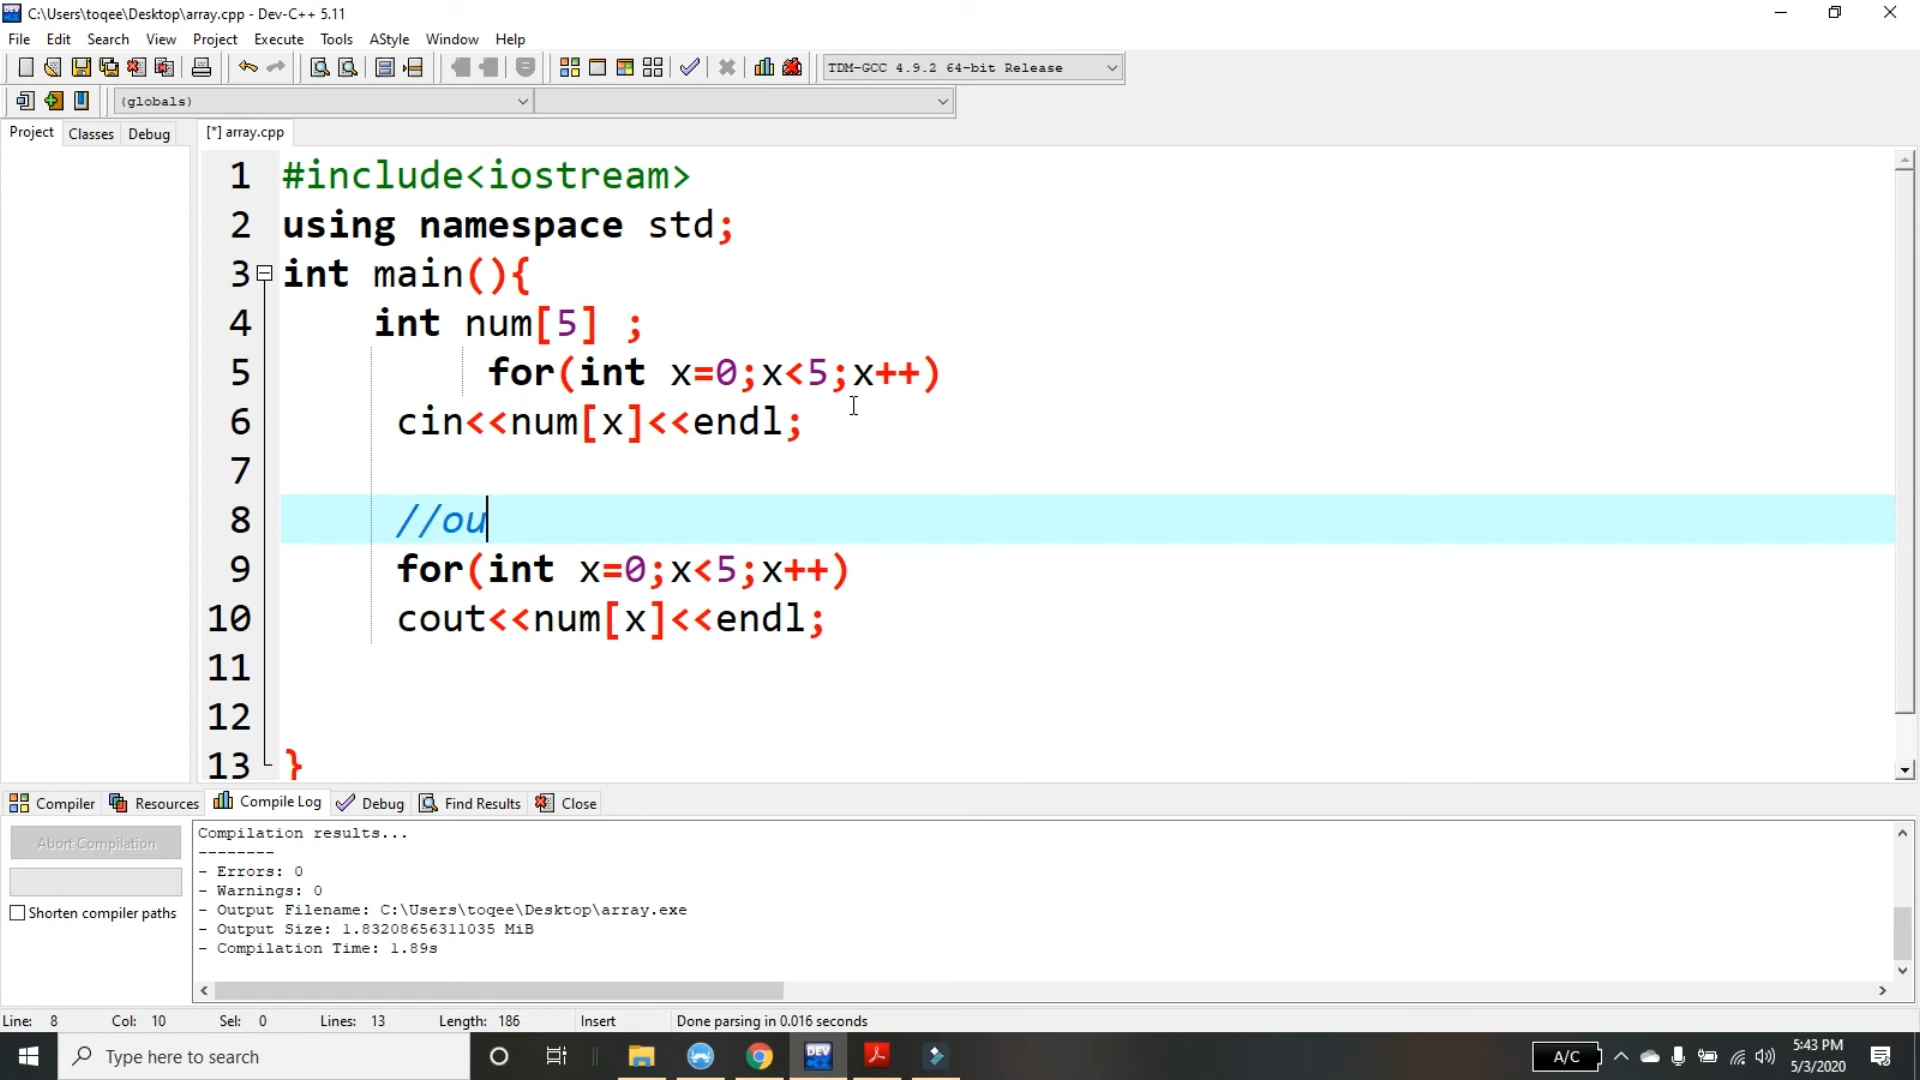 C:\Users\toqee\Desktop\array.cpp - Dev-C++ 5.11
File Edit Search View Project Execute Tools AStyle Window Help
TDM-GCC 4.9.2 64-bit Release
(globals)
Project Classes Debug [*] array.cpp
1 #include<iostream>
2 using namespace std;
3 int main(){
4 int num[5] ;
5 for(int x=0;x<5;x++)
6 cin<<num[x]<<endl;
7
8 //ou
9 for(int x=0;x<5;x++)
10 cout<<num[x]<<endl;
11
12
13 }
Compiler Resources Compile Log Debug Find Results Close
Abort Compilation
Shorten compiler paths
Compilation results...
--------
- Errors: 0
- Warnings: 0
- Output Filename: C:\Users\toqee\Desktop\array.exe
- Output Size: 1.83208656311035 MiB
- Compilation Time: 1.89s
Line: 8 Col: 10 Sel: 0 Lines: 13 Length: 186 Insert Done parsing in 0.016 seconds
Type here to search
DEV
A/C
5:43 PM
5/3/2020